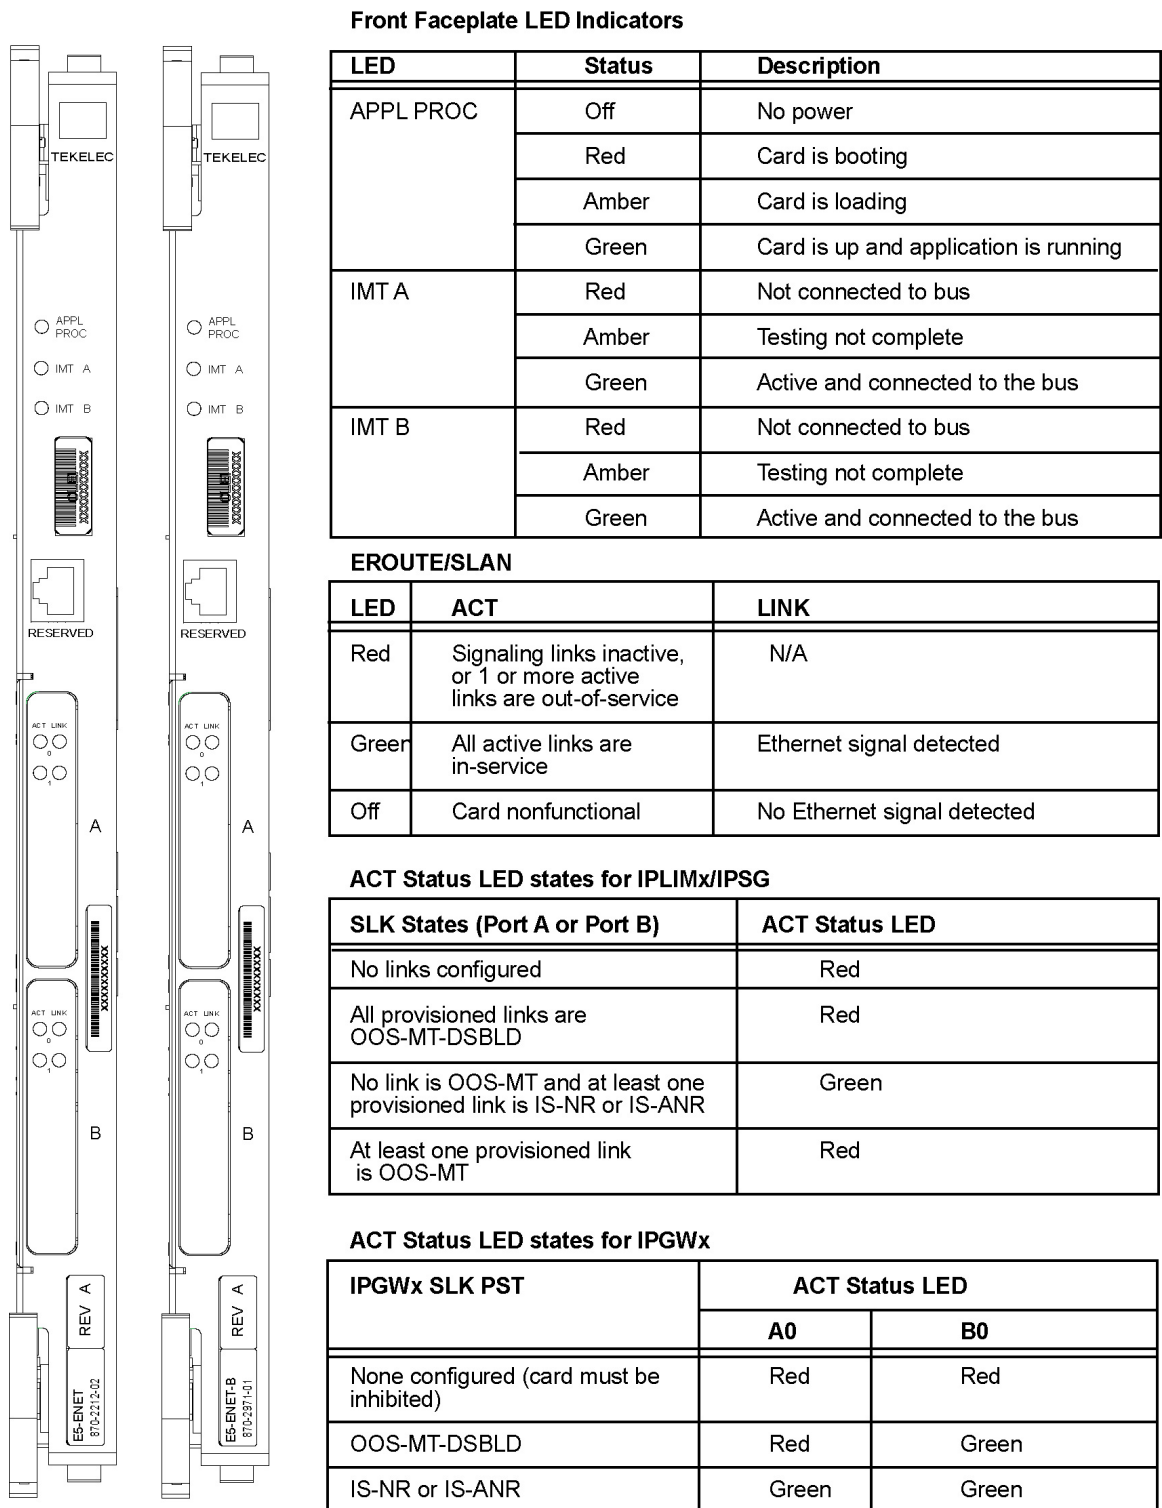 Front Faceplate LED Indicators
LED Status Description
APPL PROC Off No power
Red Card is booting
Amber Card is loading
Green Card is up and application is running
IMT A Red Not connected to bus
Amber Testing not complete
Green Active and connected to the bus
IMT B Red Not connected to bus
Amber Testing not complete
Green Active and connected to the bus
EROUTE/SLAN
LED ACT LINK
Red Signaling links inactive, N/A
or 1 or more active
links are out-of-service
Green All active links are Ethernet signal detected
in-service
Off Card nonfunctional No Ethernet signal detected
ACT Status LED states for IPLIMx/IPSG
SLK States (Port A or Port B) ACT Status LED
No links configured Red
All provisioned links are Red
OOS-MT-DSBLD
No link is OOS-MT and at least one Green
provisioned link is IS-NR or IS-ANR
At least one provisioned link Red
is OOS-MT
ACT Status LED states for IPGWx
IPGWx SLK PST ACT Status LED
A0 B0
None configured (card must be Red Red
inhibited)
OOS-MT-DSBLD Red Green
IS-NR or IS-ANR Green Green
TEKELEC
APPL
PROC
IMT A
IMT B
XXXXXXXXXX
RESERVED
ACT LINK
0
1
A
XXXXXXXXXX
ACT LINK
0
1
B
REV A
E5-ENET
870-2212-02
TEKELEC
APPL
PROC
IMT A
IMT B
XXXXXXXXXX
RESERVED
ACT LINK
0
1
A
XXXXXXXXXX
ACT LINK
0
1
B
REV A
E5-ENET-B
870-2971-01